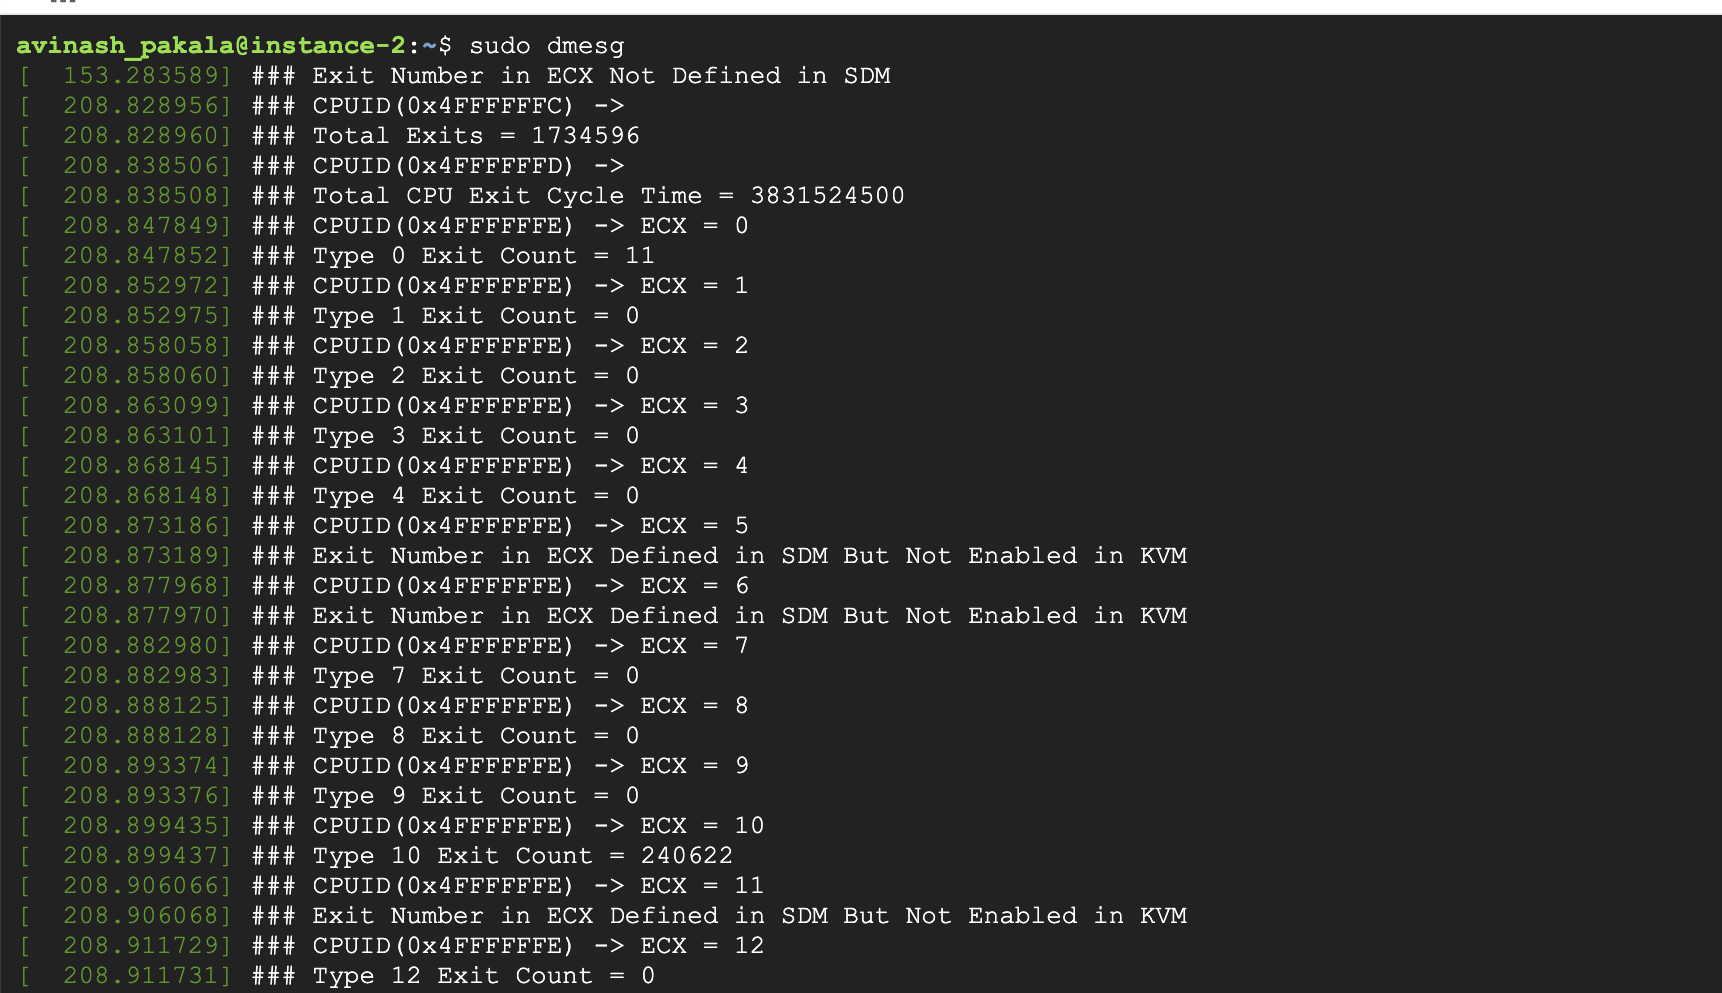 avinash_pakala@instance-2:~$ sudo dmesg
[  153.283589] ### Exit Number in ECX Not Defined in SDM
[  208.828956] ### CPUID(0x4FFFFFFC) ->
[  208.828960] ### Total Exits = 1734596
[  208.838506] ### CPUID(0x4FFFFFFD) ->
[  208.838508] ### Total CPU Exit Cycle Time = 3831524500
[  208.847849] ### CPUID(0x4FFFFFFE) -> ECX = 0
[  208.847852] ### Type 0 Exit Count = 11
[  208.852972] ### CPUID(0x4FFFFFFE) -> ECX = 1
[  208.852975] ### Type 1 Exit Count = 0
[  208.858058] ### CPUID(0x4FFFFFFE) -> ECX = 2
[  208.858060] ### Type 2 Exit Count = 0
[  208.863099] ### CPUID(0x4FFFFFFE) -> ECX = 3
[  208.863101] ### Type 3 Exit Count = 0
[  208.868145] ### CPUID(0x4FFFFFFE) -> ECX = 4
[  208.868148] ### Type 4 Exit Count = 0
[  208.873186] ### CPUID(0x4FFFFFFE) -> ECX = 5
[  208.873189] ### Exit Number in ECX Defined in SDM But Not Enabled in KVM
[  208.877968] ### CPUID(0x4FFFFFFE) -> ECX = 6
[  208.877970] ### Exit Number in ECX Defined in SDM But Not Enabled in KVM
[  208.882980] ### CPUID(0x4FFFFFFE) -> ECX = 7
[  208.882983] ### Type 7 Exit Count = 0
[  208.888125] ### CPUID(0x4FFFFFFE) -> ECX = 8
[  208.888128] ### Type 8 Exit Count = 0
[  208.893374] ### CPUID(0x4FFFFFFE) -> ECX = 9
[  208.893376] ### Type 9 Exit Count = 0
[  208.899435] ### CPUID(0x4FFFFFFE) -> ECX = 10
[  208.899437] ### Type 10 Exit Count = 240622
[  208.906066] ### CPUID(0x4FFFFFFE) -> ECX = 11
[  208.906068] ### Exit Number in ECX Defined in SDM But Not Enabled in KVM
[  208.911729] ### CPUID(0x4FFFFFFE) -> ECX = 12
[  208.911731] ### Type 12 Exit Count = 0